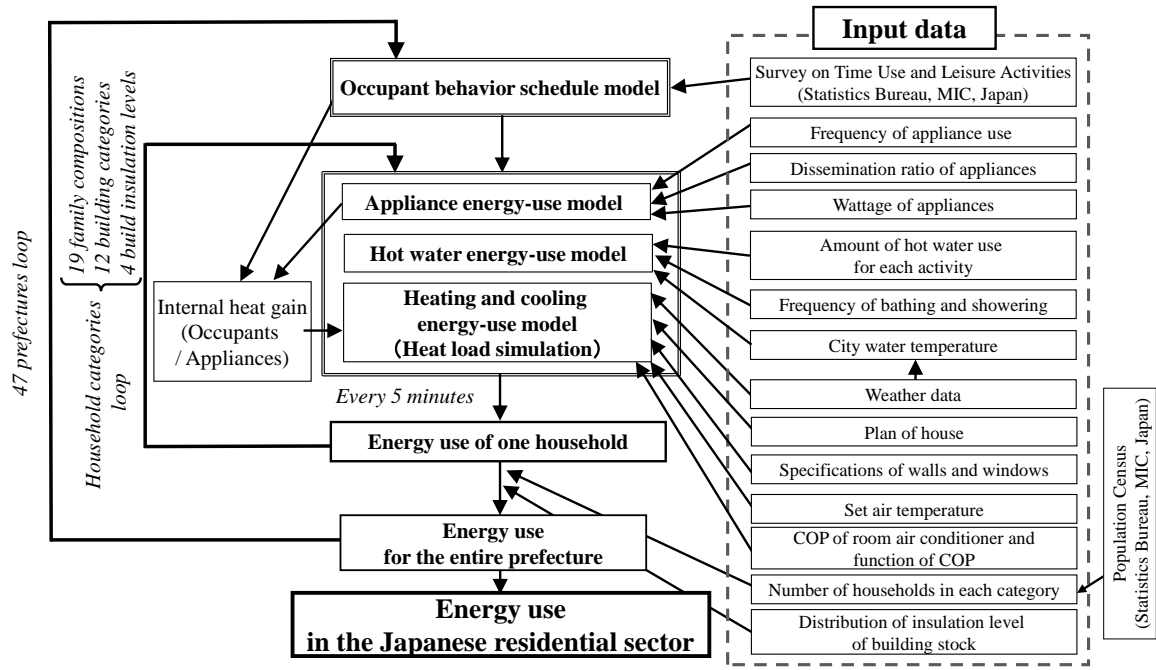 47 prefectures loop
19 family compositions
12 building categories
4 build insulation levels
Household categories
loop
Occupant behavior schedule model
Appliance energy-use model
Hot water energy-use model
Heating and cooling
energy-use model
（Heat load simulation）
Internal heat gain
(Occupants
/ Appliances)
Every 5 minutes
Energy use of one household
Energy use
for the entire prefecture
Energy use
in the Japanese residential sector
Input data
Survey on Time Use and Leisure Activities
(Statistics Bureau, MIC, Japan)
Frequency of appliance use
Dissemination ratio of appliances
Wattage of appliances
Amount of hot water use
for each activity
Frequency of bathing and showering
City water temperature
Weather data
Plan of house
Specifications of walls and windows
Set air temperature
COP of room air conditioner and
function of COP
Number of households in each category
Distribution of insulation level
of building stock
Population Census
(Statistics Bureau, MIC, Japan)